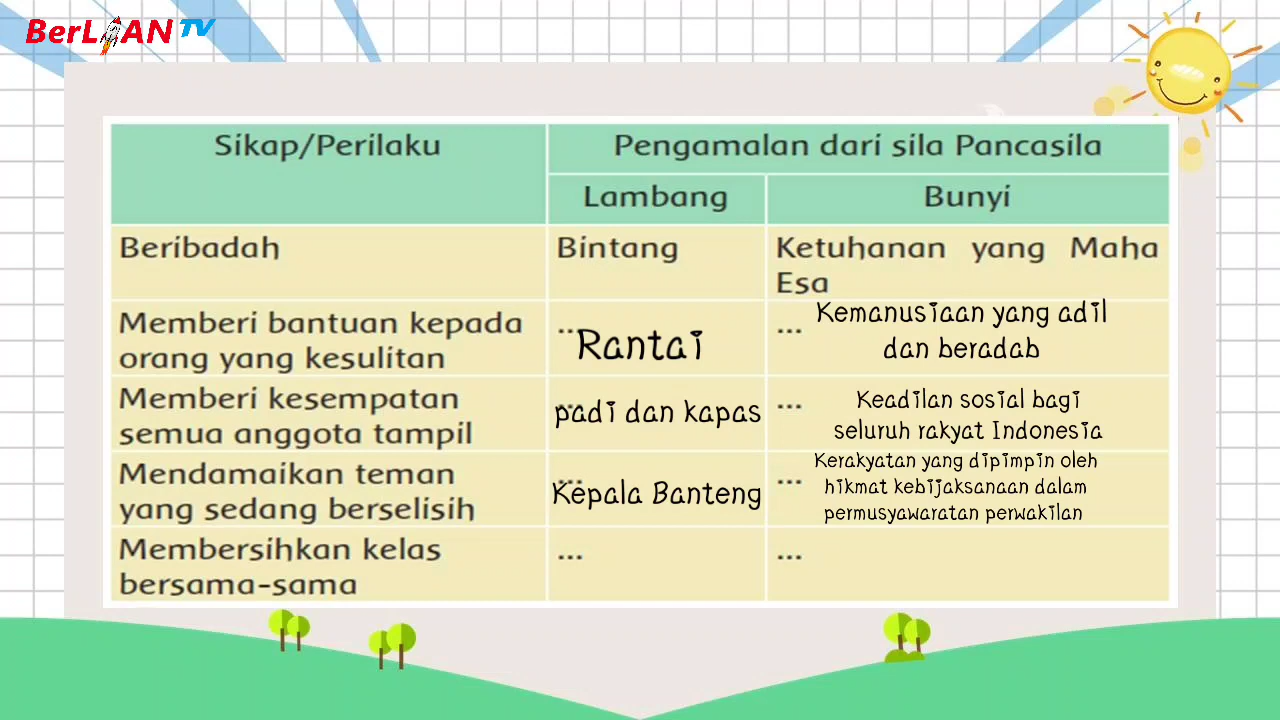 BerLIAN TV
Sikap/Perilaku
Pengamalan dari sila Pancasila
Lambang
Bunyi
Beribadah
Bintang
Ketuhanan yang Maha
Esa
Memberi bantuan kepada
orang yang kesulitan
...
Rantai
...
Kemanusiaan yang adil
dan beradab
Memberi kesempatan
semua anggota tampil
...
padi dan kapas
...
Keadilan sosial bagi
seluruh rakyat Indonesia
Mendamaikan teman
yang sedang berselisih
...
Kepala Banteng
...
Kerakyatan yang dipimpin oleh
hikmat kebijaksanaan dalam
permusyawaratan perwakilan
Membersihkan kelas
bersama-sama
...
...